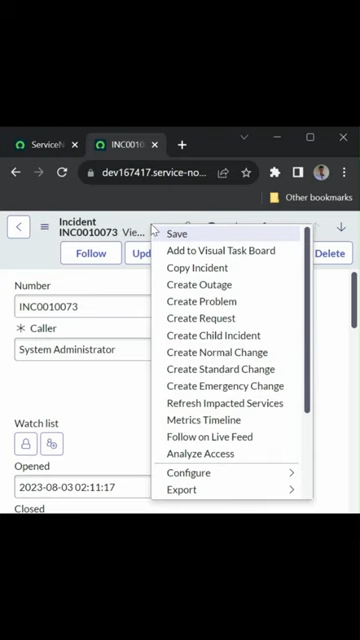 ServiceN
INC0010
dev167417.service-no...
Other bookmarks
Incident
INC0010073 Vie...
Follow
Upd
Delete
Save
Add to Visual Task Board
Copy Incident
Create Outage
Create Problem
Create Request
Create Child Incident
Create Normal Change
Create Standard Change
Create Emergency Change
Refresh Impacted Services
Metrics Timeline
Follow on Live Feed
Analyze Access
Configure
Export
Number
INC0010073
Caller
System Administrator
Watch list
Opened
2023-08-03 02:11:17
Closed